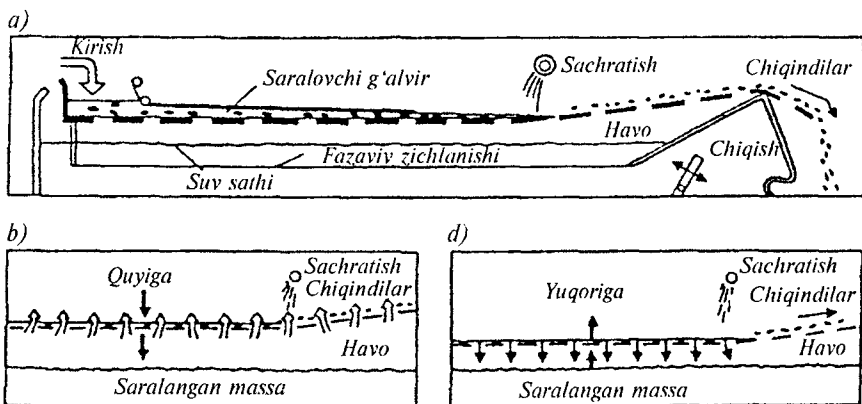 a)
Kirish
Saralovchi g‘alvir
Sachratish
Chiqindilar
Havo
Fazaviy zichlanishi
Chiqish
Suv sathi
b)
Quyiga
Sachratish
Chiqindilar
Havo
Saralangan massa
d)
Yuqoriga
Sachratish
Chiqindilar
Havo
Saralangan massa